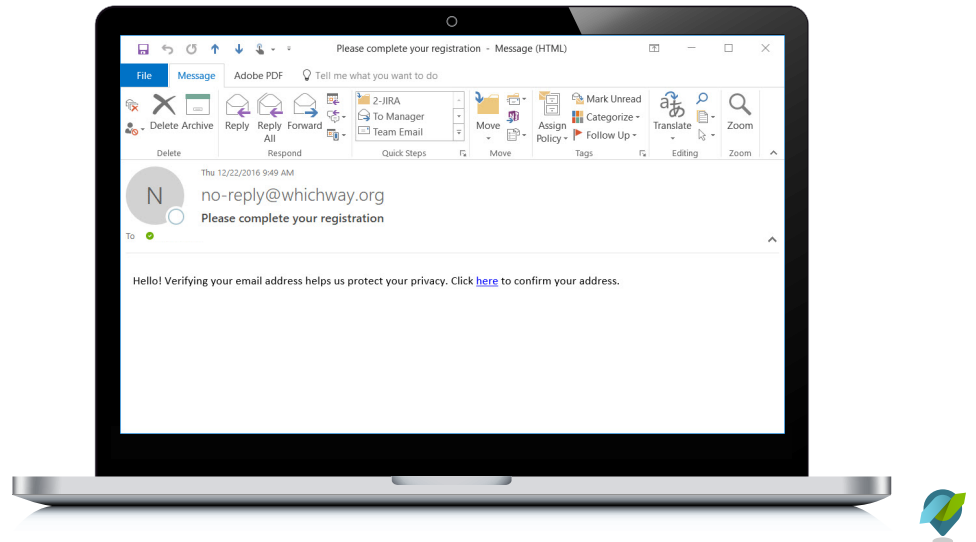 Please complete your registration - Message (HTML)
File Message Adobe PDF Tell me what you want to do
Delete Archive
Reply Reply All Forward
2-JIRA
To Manager
Team Email
Move
Assign Policy
Mark Unread
Categorize
Follow Up
Translate
Zoom
Delete Respond Quick Steps Move Tags Editing Zoom
Thu 12/22/2016 9:49 AM
N
no-reply@whichway.org
Please complete your registration
To
Hello! Verifying your email address helps us protect your privacy. Click here to confirm your address.